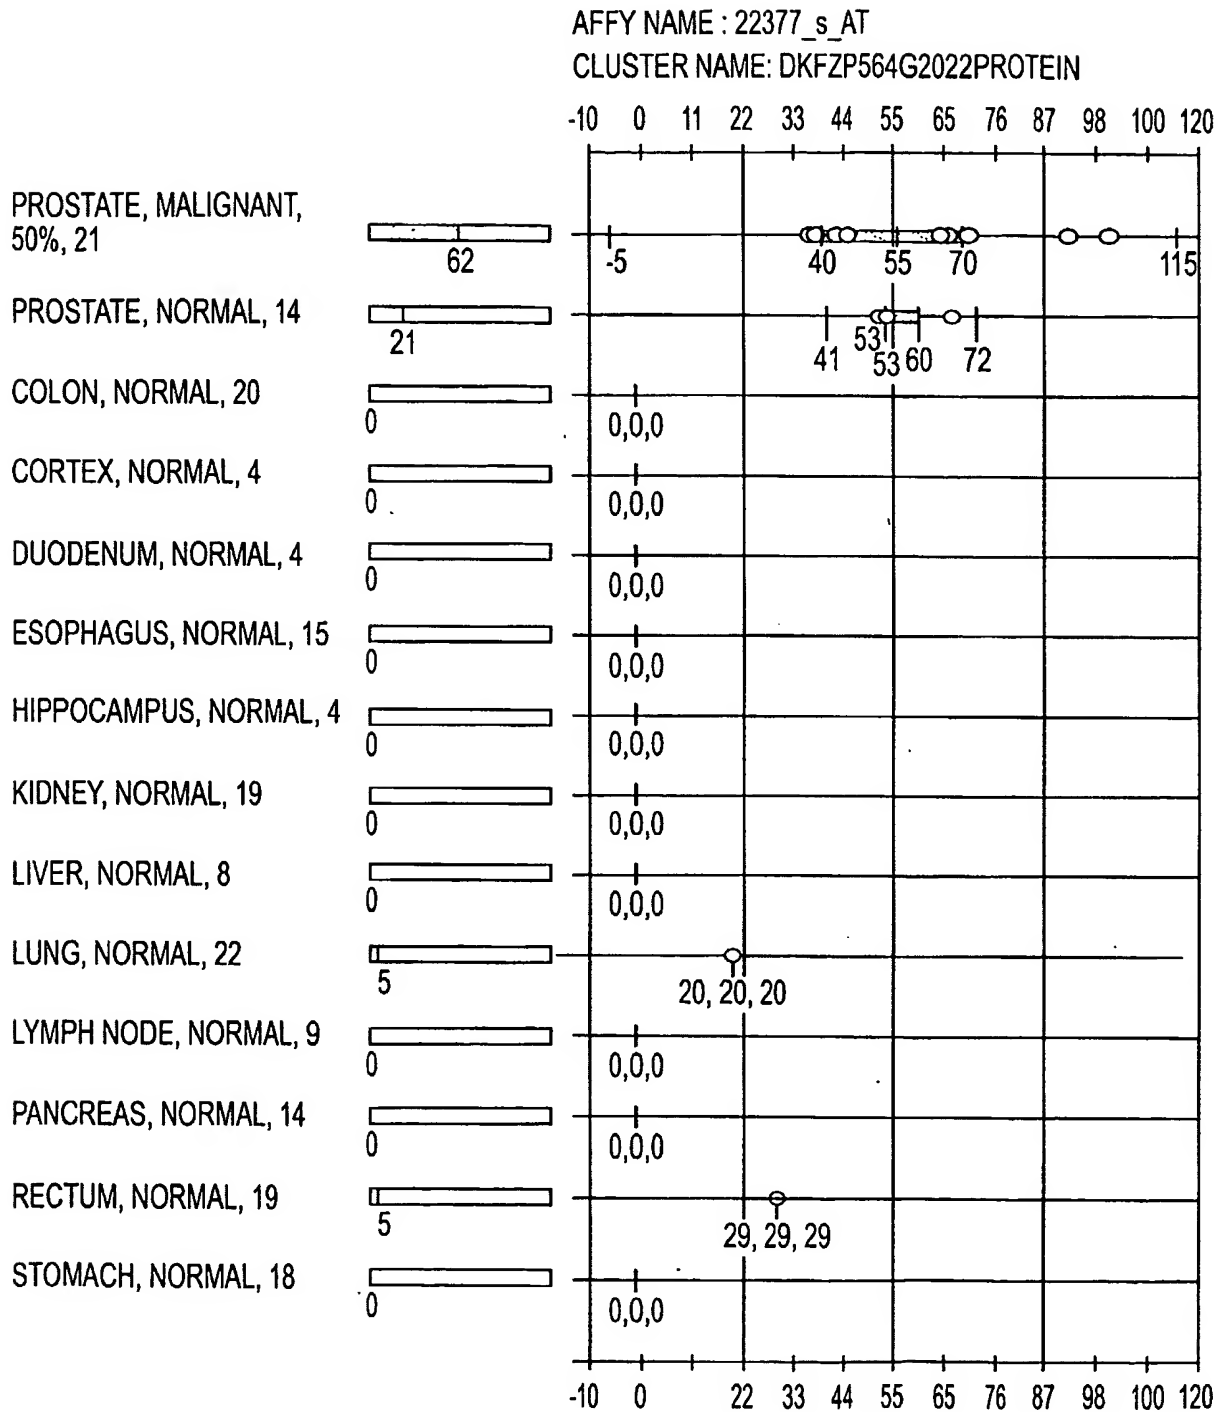 AFFY NAME : 22377_s_AT
CLUSTER NAME: DKFZP564G2022PROTEIN
-10 0 11 22 33 44 55 65 76 87 98 100 120
PROSTATE, MALIGNANT,
50%, 21
62
-5 40 55 70 115
PROSTATE, NORMAL, 14
21
41 53 53 60 72
COLON, NORMAL, 20
0
0,0,0
CORTEX, NORMAL, 4
0
0,0,0
DUODENUM, NORMAL, 4
0
0,0,0
ESOPHAGUS, NORMAL, 15
0
0,0,0
HIPPOCAMPUS, NORMAL, 4
0
0,0,0
KIDNEY, NORMAL, 19
0
0,0,0
LIVER, NORMAL, 8
0
0,0,0
LUNG, NORMAL, 22
5
20, 20, 20
LYMPH NODE, NORMAL, 9
0
0,0,0
PANCREAS, NORMAL, 14
0
0,0,0
RECTUM, NORMAL, 19
5
29, 29, 29
STOMACH, NORMAL, 18
0
0,0,0
-10 0 22 33 44 55 65 76 87 98 100 120